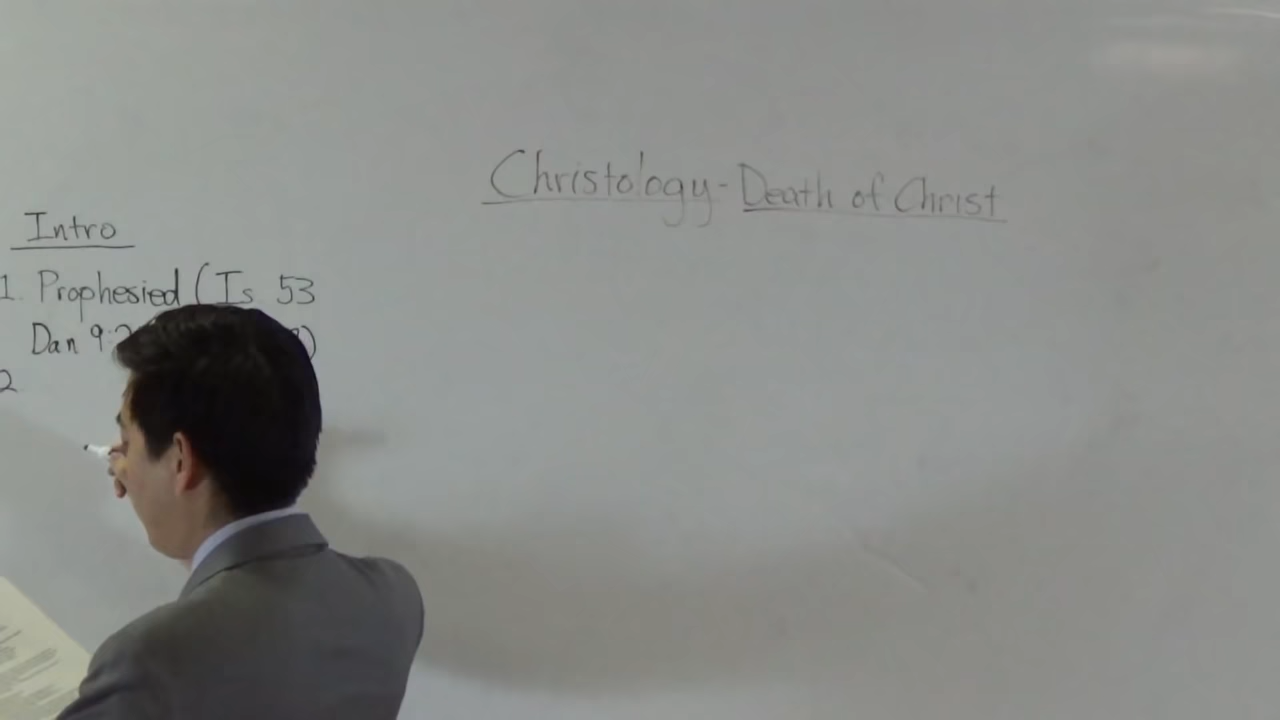 Christology - Death of Christ
Intro
1. Prophesied (Is 53
Dan 9:2
2